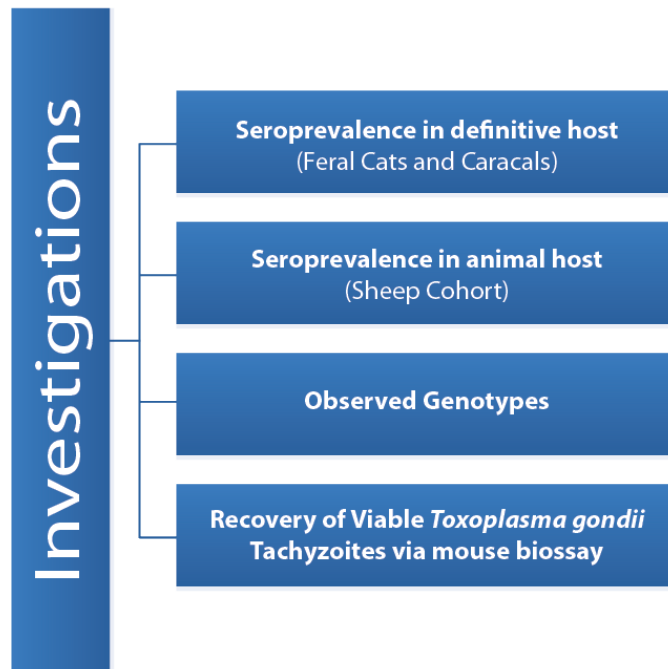 Investigations
Seroprevalence in definitive host
(Feral Cats and Caracals)
Seroprevalence in animal host
(Sheep Cohort)
Observed Genotypes
Recovery of Viable Toxoplasma gondii
Tachyzoites via mouse biossay